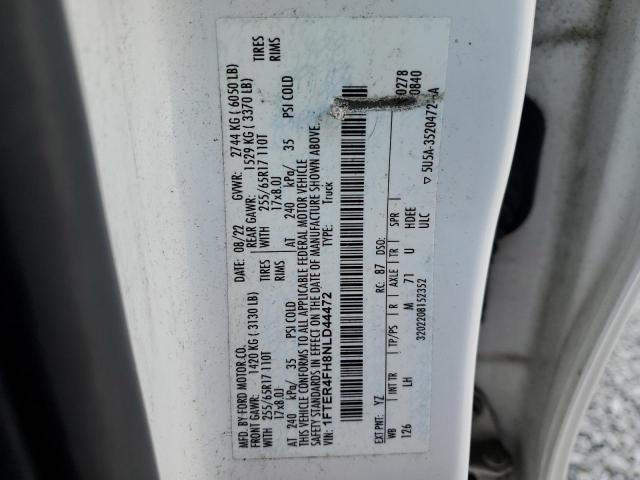 MFD. BY FORD MOTOR CO.
DATE: 08/22 GVWR: 2744 KG ( 6050 LB)
FRONT GAWR: 1420 KG ( 3130 LB) REAR GAWR: 1529 KG ( 3370 LB)
WITH 255/65R17 110T TIRES WITH 255/65R17 110T TIRES
17x8.0J RIMS 17x8.0J RIMS
AT 240 kPa/ 35 PSI COLD AT 240 kPa/ 35 PSI COLD
THIS VEHICLE CONFORMS TO ALL APPLICABLE FEDERAL MOTOR VEHICLE
SAFETY STANDARDS IN EFFECT ON THE DATE OF MANUFACTURE SHOWN ABOVE.
VIN: 1FTER4FH8NLD44472 TYPE: Truck
EXT PNT: YZ RC: 87 DSO:
WB INT TR TP/PS R AXLE TR SPR
126 LH M 71 U HDEE
ULC
3202208152352
5U5A-3520472-